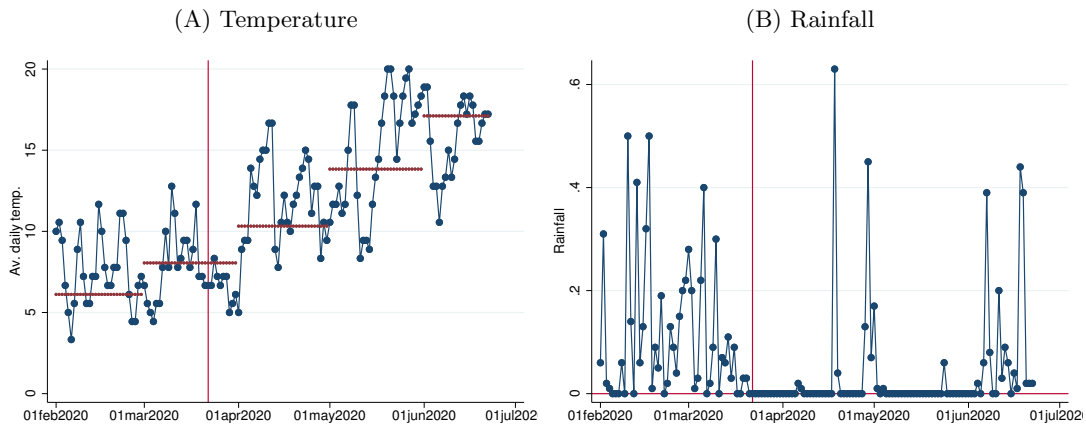 (A) Temperature
(B) Rainfall
Av. daily temp.
20
15
10
5
0
01feb2020 01mar2020 01apr2020 01may2020 01jun2020 01jul202
Rainfall
.6
.4
.2
0
01feb2020 01mar2020 01apr2020 01may2020 01jun2020 01jul2020